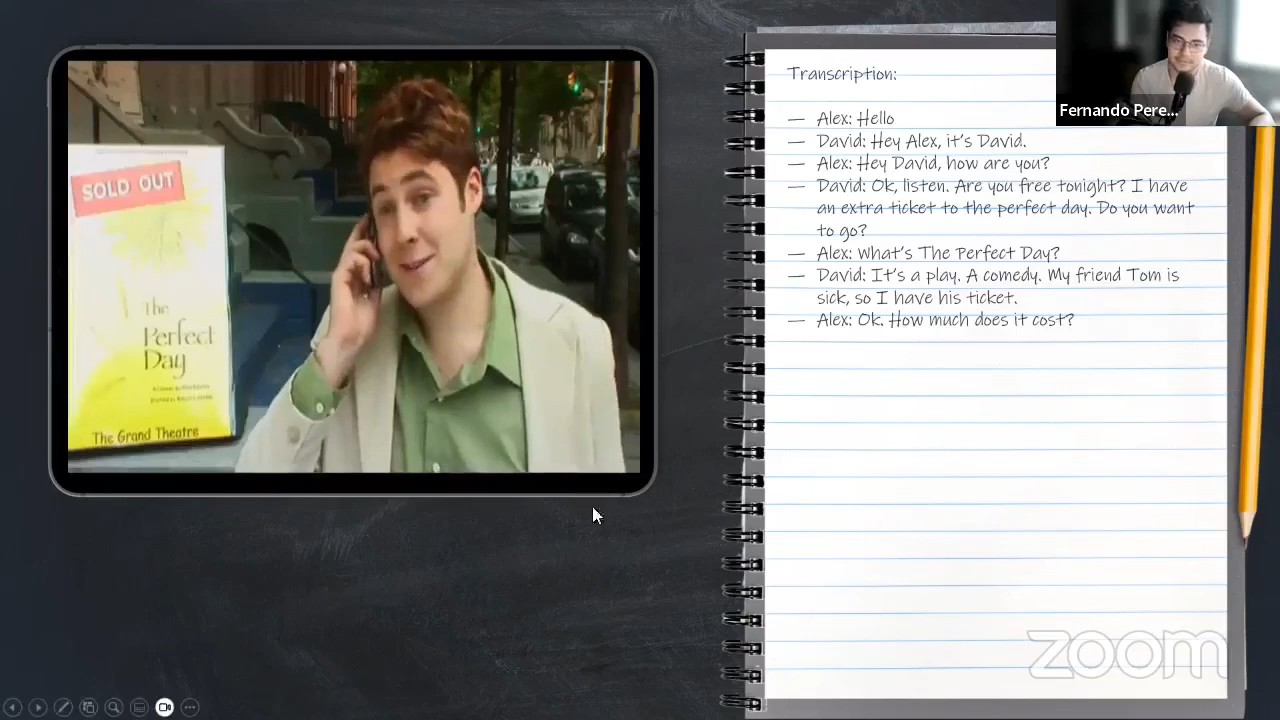 SOLD OUT
The
Perfect
Day
The Grand Theatre
Transcription:
— Alex: Hello
— David: Hey Alex, it's David.
— Alex: Hey David, how are you?
— David: Ok, listen. Are you free tonight? I have
an extra ticket to the perfect day. Do you want
to go?
— Alex: What's The Perfect Day?
— David: It's a play. A comedy. My friend Tom is
sick, so I have his ticket.
— Alex: Ok. How much does it cost?
Fernando Pere...
zoom